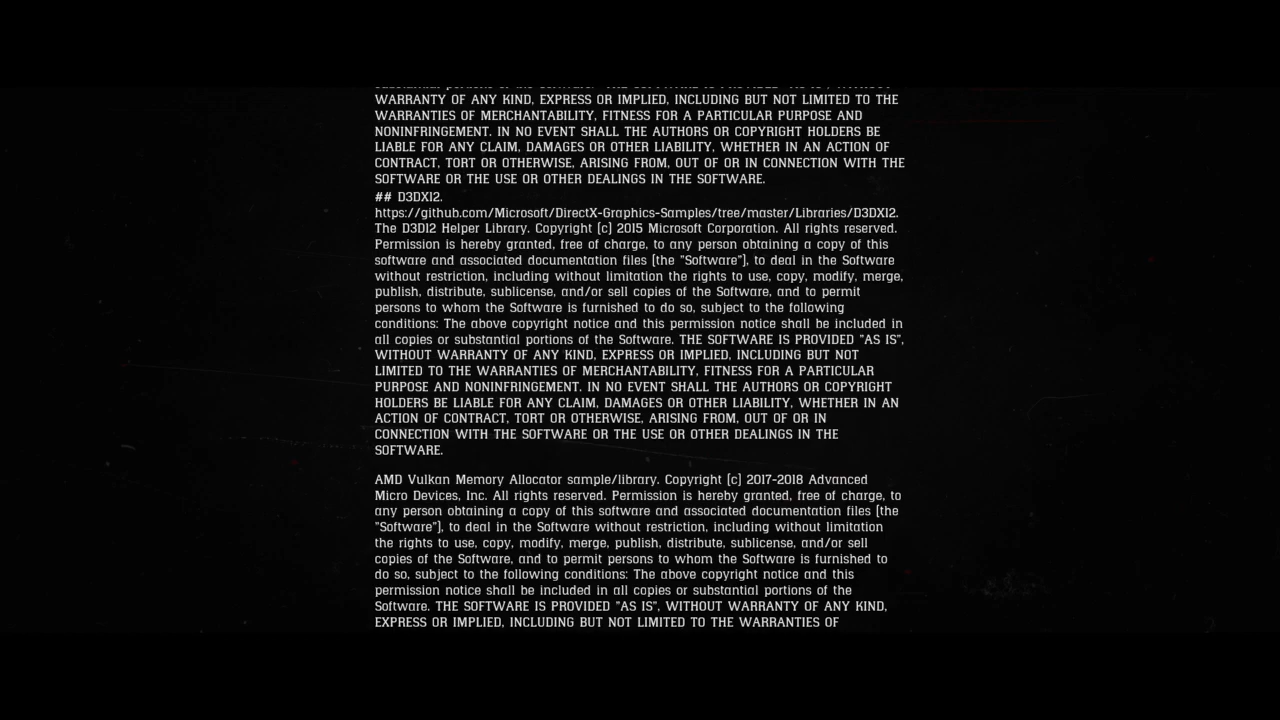 WARRANTY OF ANY KIND, EXPRESS OR IMPLIED, INCLUDING BUT NOT LIMITED TO THE
WARRANTIES OF MERCHANTABILITY, FITNESS FOR A PARTICULAR PURPOSE AND
NONINFRINGEMENT. IN NO EVENT SHALL THE AUTHORS OR COPYRIGHT HOLDERS BE
LIABLE FOR ANY CLAIM, DAMAGES OR OTHER LIABILITY, WHETHER IN AN ACTION OF
CONTRACT, TORT OR OTHERWISE, ARISING FROM, OUT OF OR IN CONNECTION WITH THE
SOFTWARE OR THE USE OR OTHER DEALINGS IN THE SOFTWARE.
## D3DX12.
https://github.com/Microsoft/DirectX-Graphics-Samples/tree/master/Libraries/D3DX12.
The D3D12 Helper Library. Copyright (c) 2015 Microsoft Corporation. All rights reserved.
Permission is hereby granted, free of charge, to any person obtaining a copy of this
software and associated documentation files (the "Software"), to deal in the Software
without restriction, including without limitation the rights to use, copy, modify, merge,
publish, distribute, sublicense, and/or sell copies of the Software, and to permit
persons to whom the Software is furnished to do so, subject to the following
conditions: The above copyright notice and this permission notice shall be included in
all copies or substantial portions of the Software. THE SOFTWARE IS PROVIDED "AS IS",
WITHOUT WARRANTY OF ANY KIND, EXPRESS OR IMPLIED, INCLUDING BUT NOT
LIMITED TO THE WARRANTIES OF MERCHANTABILITY, FITNESS FOR A PARTICULAR
PURPOSE AND NONINFRINGEMENT. IN NO EVENT SHALL THE AUTHORS OR COPYRIGHT
HOLDERS BE LIABLE FOR ANY CLAIM, DAMAGES OR OTHER LIABILITY, WHETHER IN AN
ACTION OF CONTRACT, TORT OR OTHERWISE, ARISING FROM, OUT OF OR IN
CONNECTION WITH THE SOFTWARE OR THE USE OR OTHER DEALINGS IN THE
SOFTWARE.
AMD Vulkan Memory Allocator sample/library. Copyright (c) 2017-2018 Advanced
Micro Devices, Inc. All rights reserved. Permission is hereby granted, free of charge, to
any person obtaining a copy of this software and associated documentation files (the
"Software"), to deal in the Software without restriction, including without limitation
the rights to use, copy, modify, merge, publish, distribute, sublicense, and/or sell
copies of the Software, and to permit persons to whom the Software is furnished to
do so, subject to the following conditions: The above copyright notice and this
permission notice shall be included in all copies or substantial portions of the
Software. THE SOFTWARE IS PROVIDED "AS IS", WITHOUT WARRANTY OF ANY KIND,
EXPRESS OR IMPLIED, INCLUDING BUT NOT LIMITED TO THE WARRANTIES OF